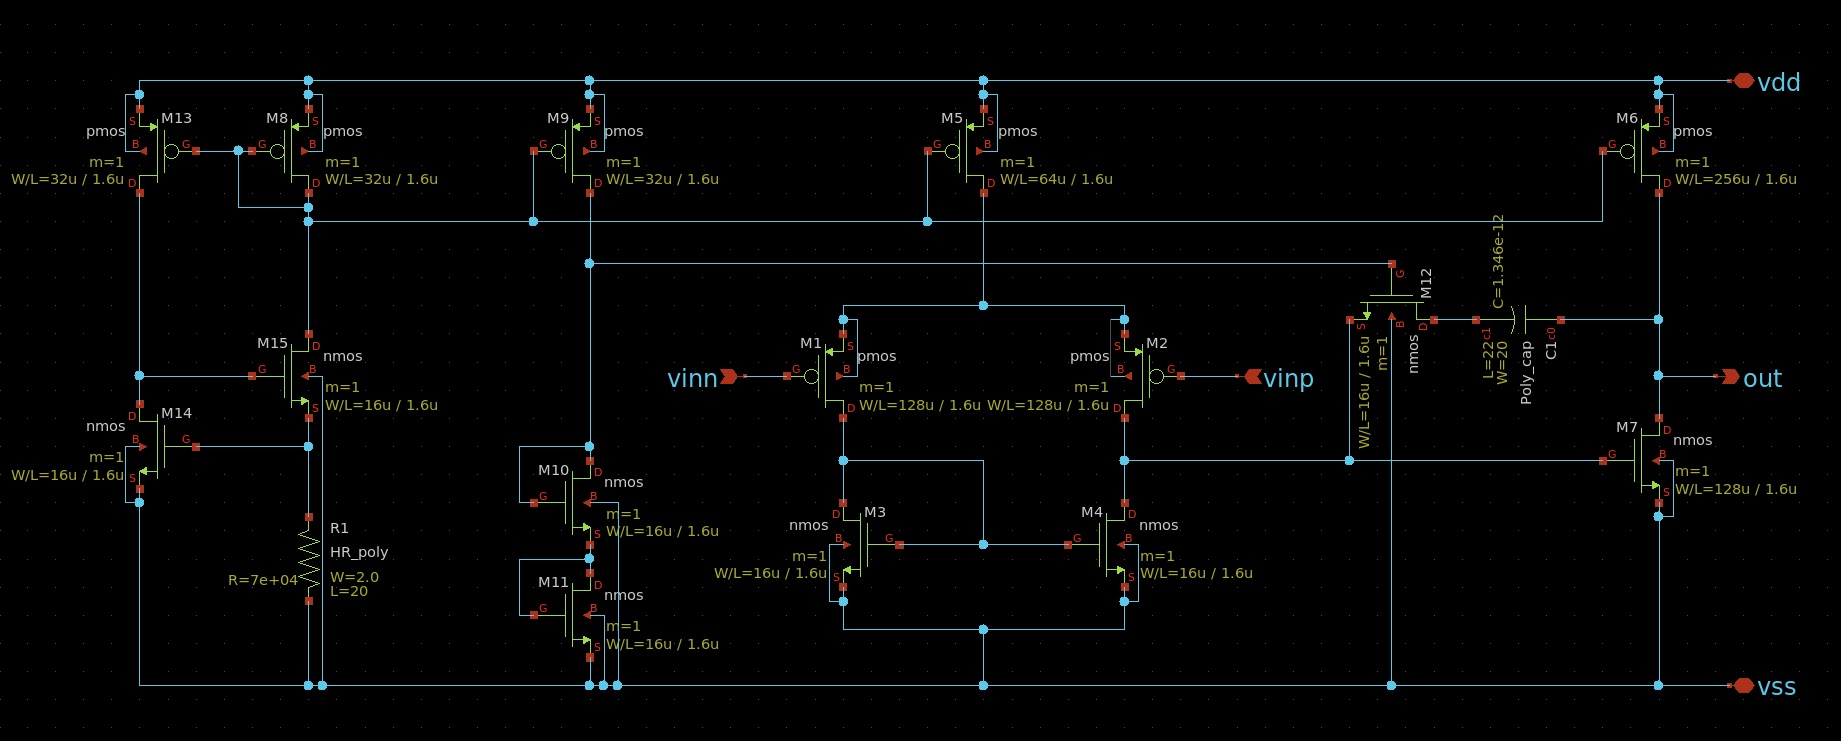 vdd
M13
pmos
S
B
G
D
m=1
W/L=32u / 1.6u
M8
pmos
S
B
G
D
m=1
W/L=32u / 1.6u
M9
pmos
S
B
G
D
m=1
W/L=32u / 1.6u
M5
pmos
S
B
G
D
m=1
W/L=64u / 1.6u
M6
pmos
S
B
G
D
m=1
W/L=256u / 1.6u
M15
nmos
D
B
G
S
m=1
W/L=16u / 1.6u
M14
nmos
D
B
G
S
m=1
W/L=16u / 1.6u
R1
HR_poly
R=7e+04
W=2.0
L=20
M10
nmos
D
B
G
S
m=1
W/L=16u / 1.6u
M11
nmos
D
B
G
S
m=1
W/L=16u / 1.6u
vinn
M1
pmos
S
B
G
D
m=1
W/L=128u / 1.6u
M2
pmos
S
B
G
D
m=1
W/L=128u / 1.6u
vinp
M3
nmos
D
B
G
S
m=1
W/L=16u / 1.6u
M4
nmos
D
B
G
S
m=1
W/L=16u / 1.6u
M12
nmos
G
S
B
D
m=1
W/L=16u / 1.6u
C=1.346e-12
c1
L=22
W=20
Poly_cap
C1
c0
out
M7
nmos
D
B
G
S
m=1
W/L=128u / 1.6u
vss